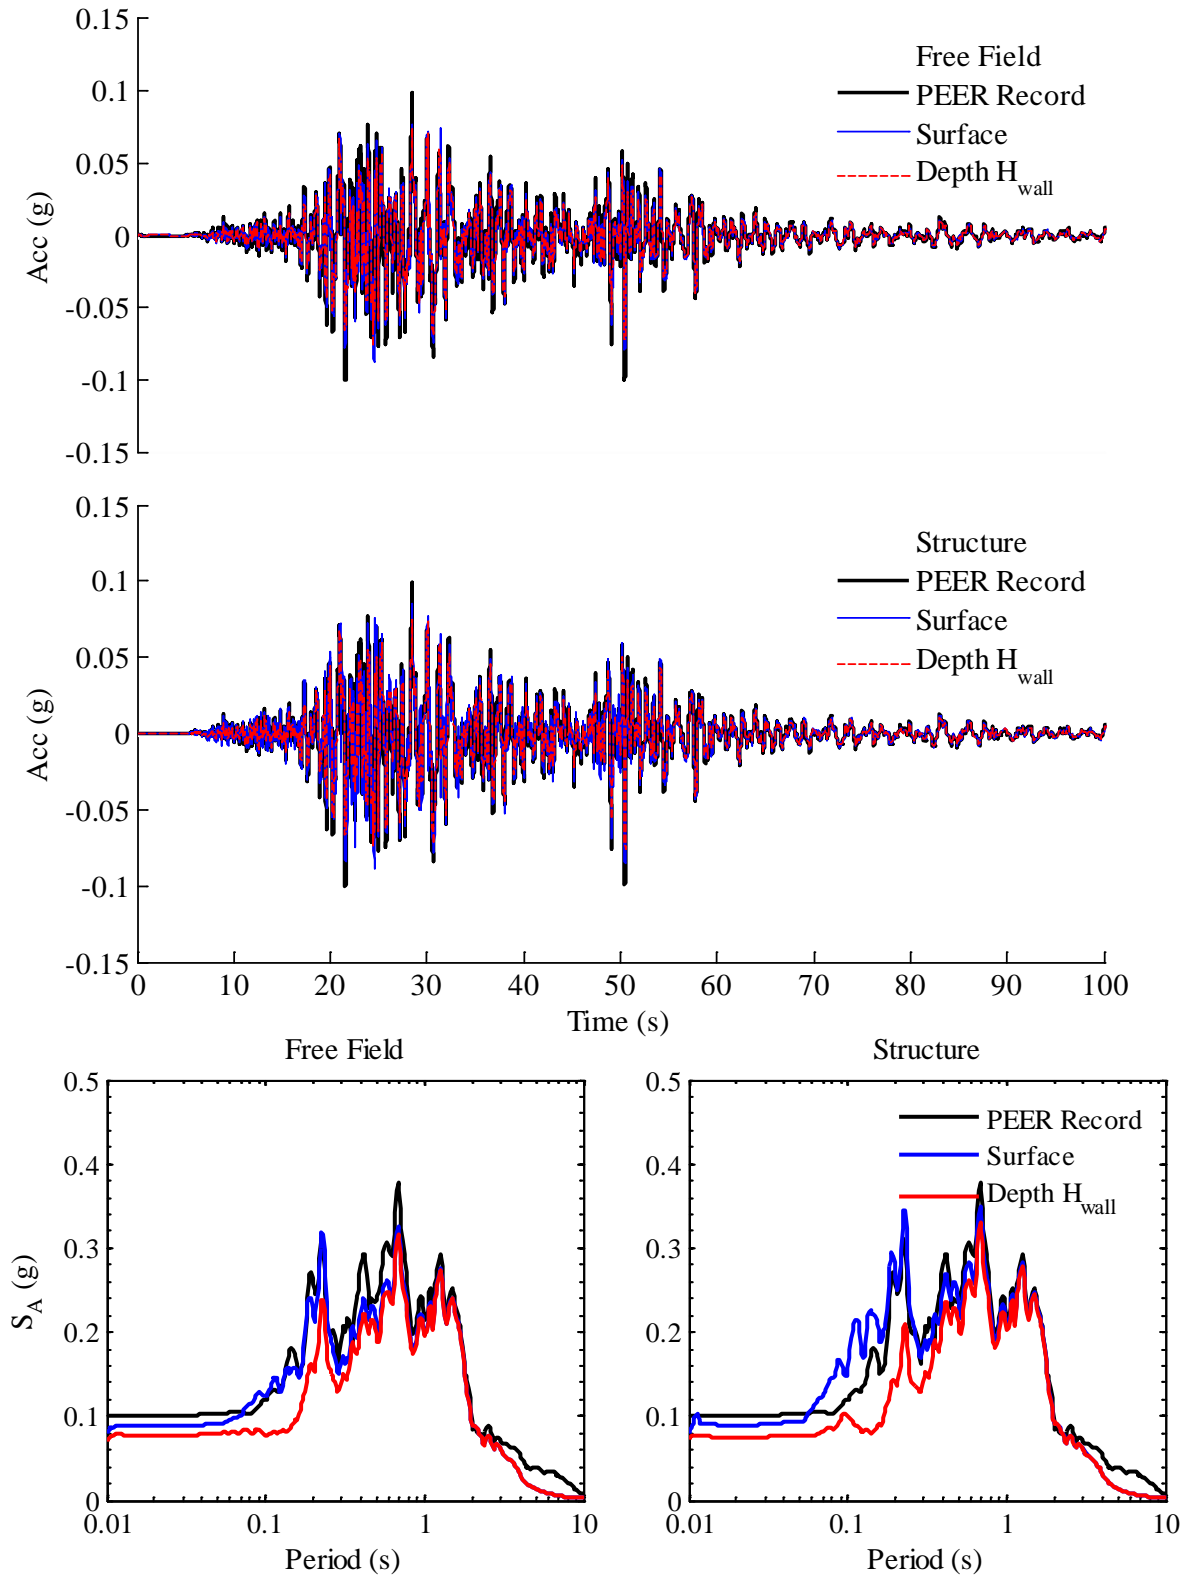 0.15
0.1
0.05
0
-0.05
-0.1
-0.15
Acc (g)
Free Field
PEER Record
Surface
Depth H_wall
0.15
0.1
0.05
0
-0.05
-0.1
-0.15
Acc (g)
Structure
PEER Record
Surface
Depth H_wall
0 10 20 30 40 50 60 70 80 90 100
Time (s)
Free Field
0.5
0.4
0.3
0.2
0.1
0
S_A (g)
0.01 0.1 1 10
Period (s)
Structure
0.5
0.4
0.3
0.2
0.1
0
PEER Record
Surface
Depth H_wall
0.01 0.1 1 10
Period (s)